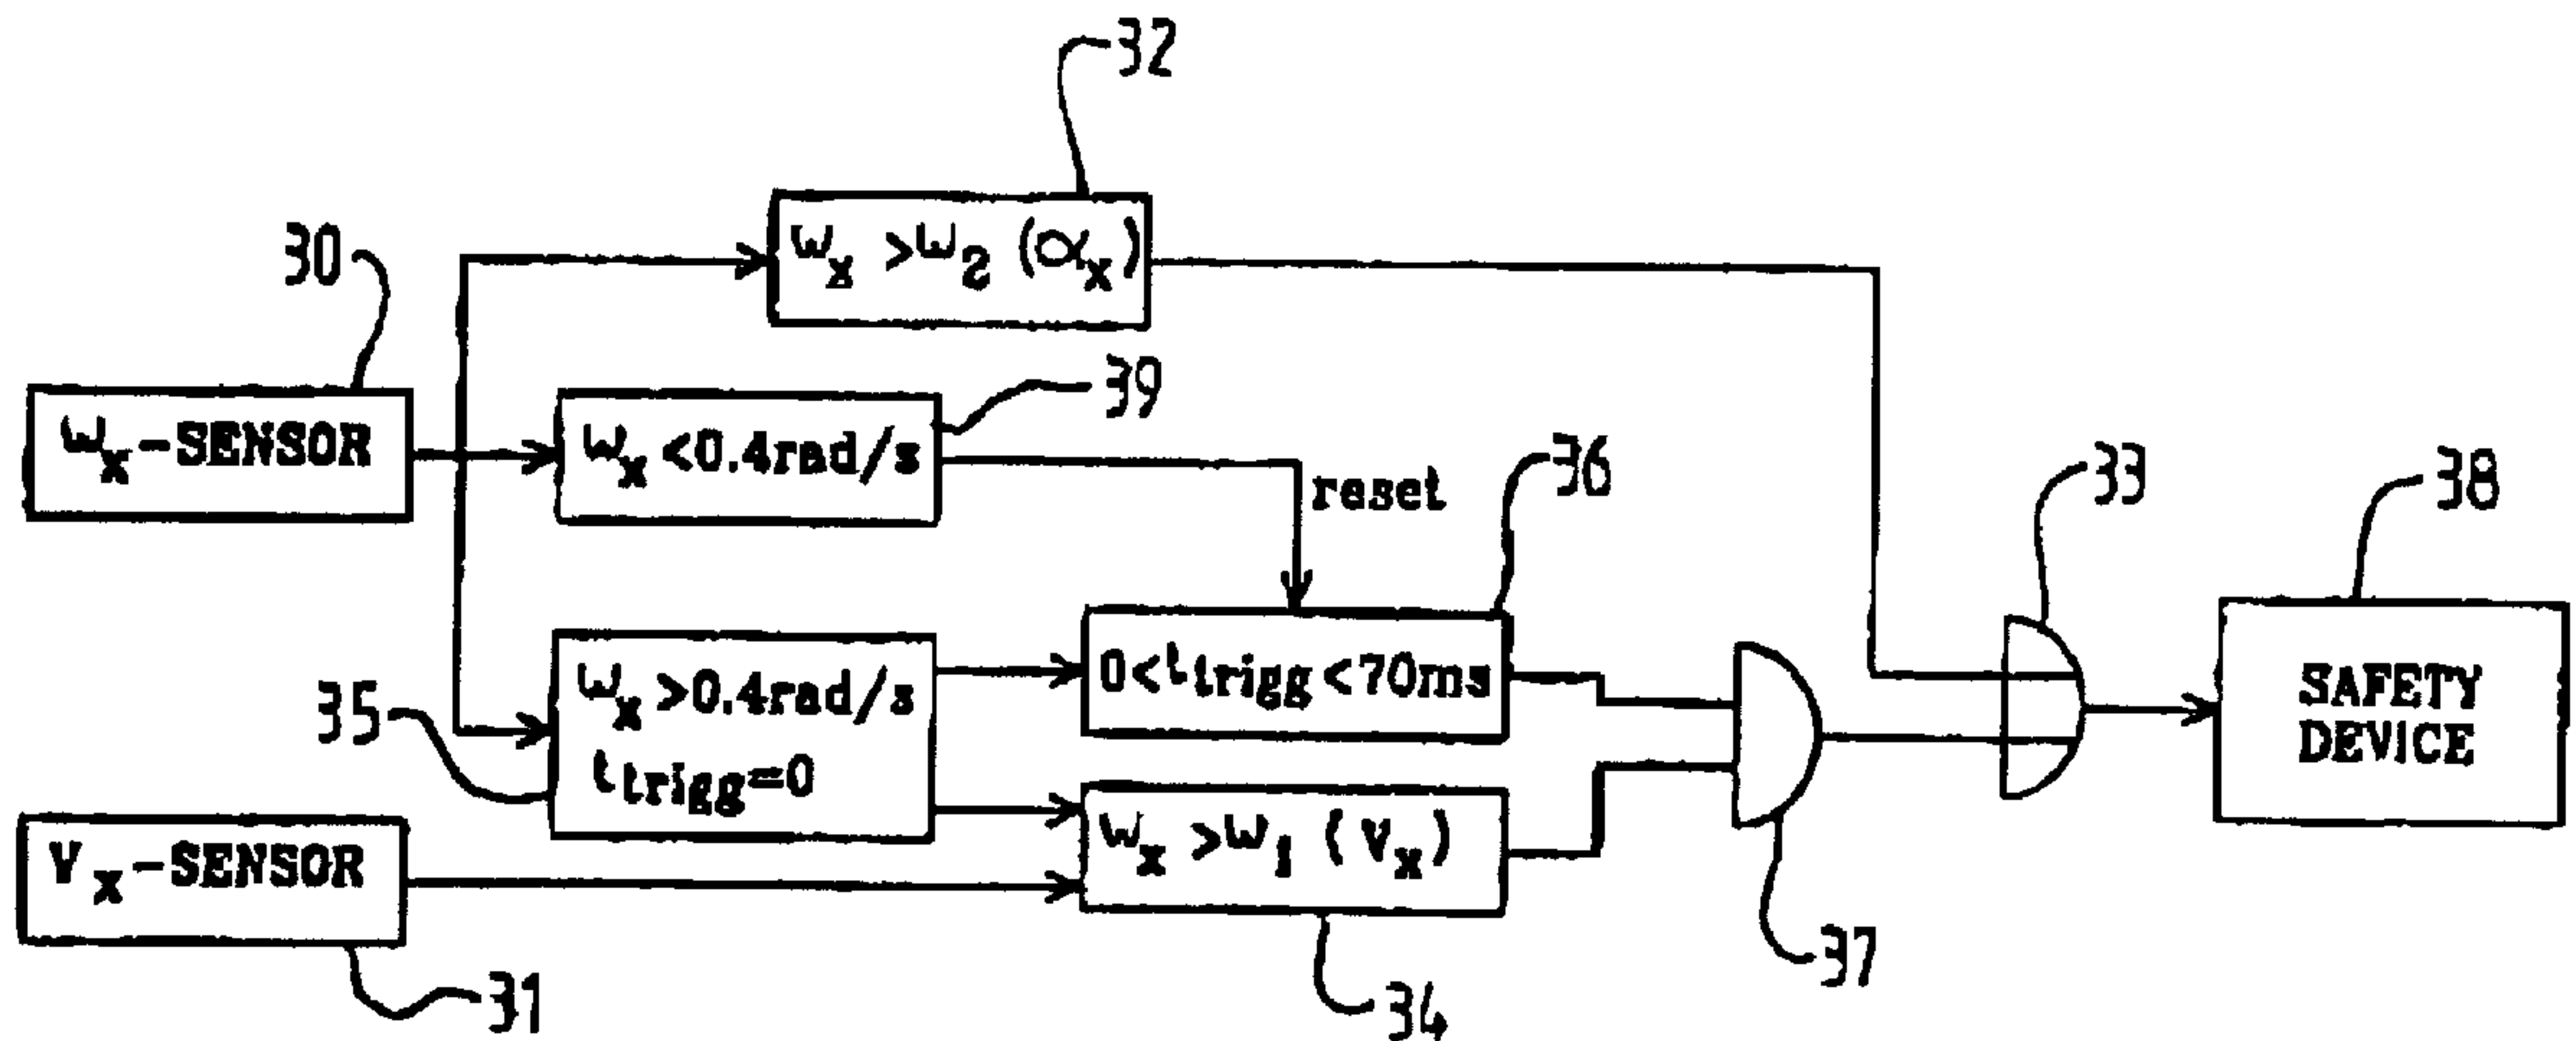 32
ωx >ω2 (αx)
30
39
ωx-SENSOR
ωx <0.4rad/s
reset
36
33
38
35
ωx >0.4rad/s
ttrigg=0
0<ttrigg<70ms
SAFETY
DEVICE
Vx-SENSOR
ωx >ω1 (Vx)
37
31
34